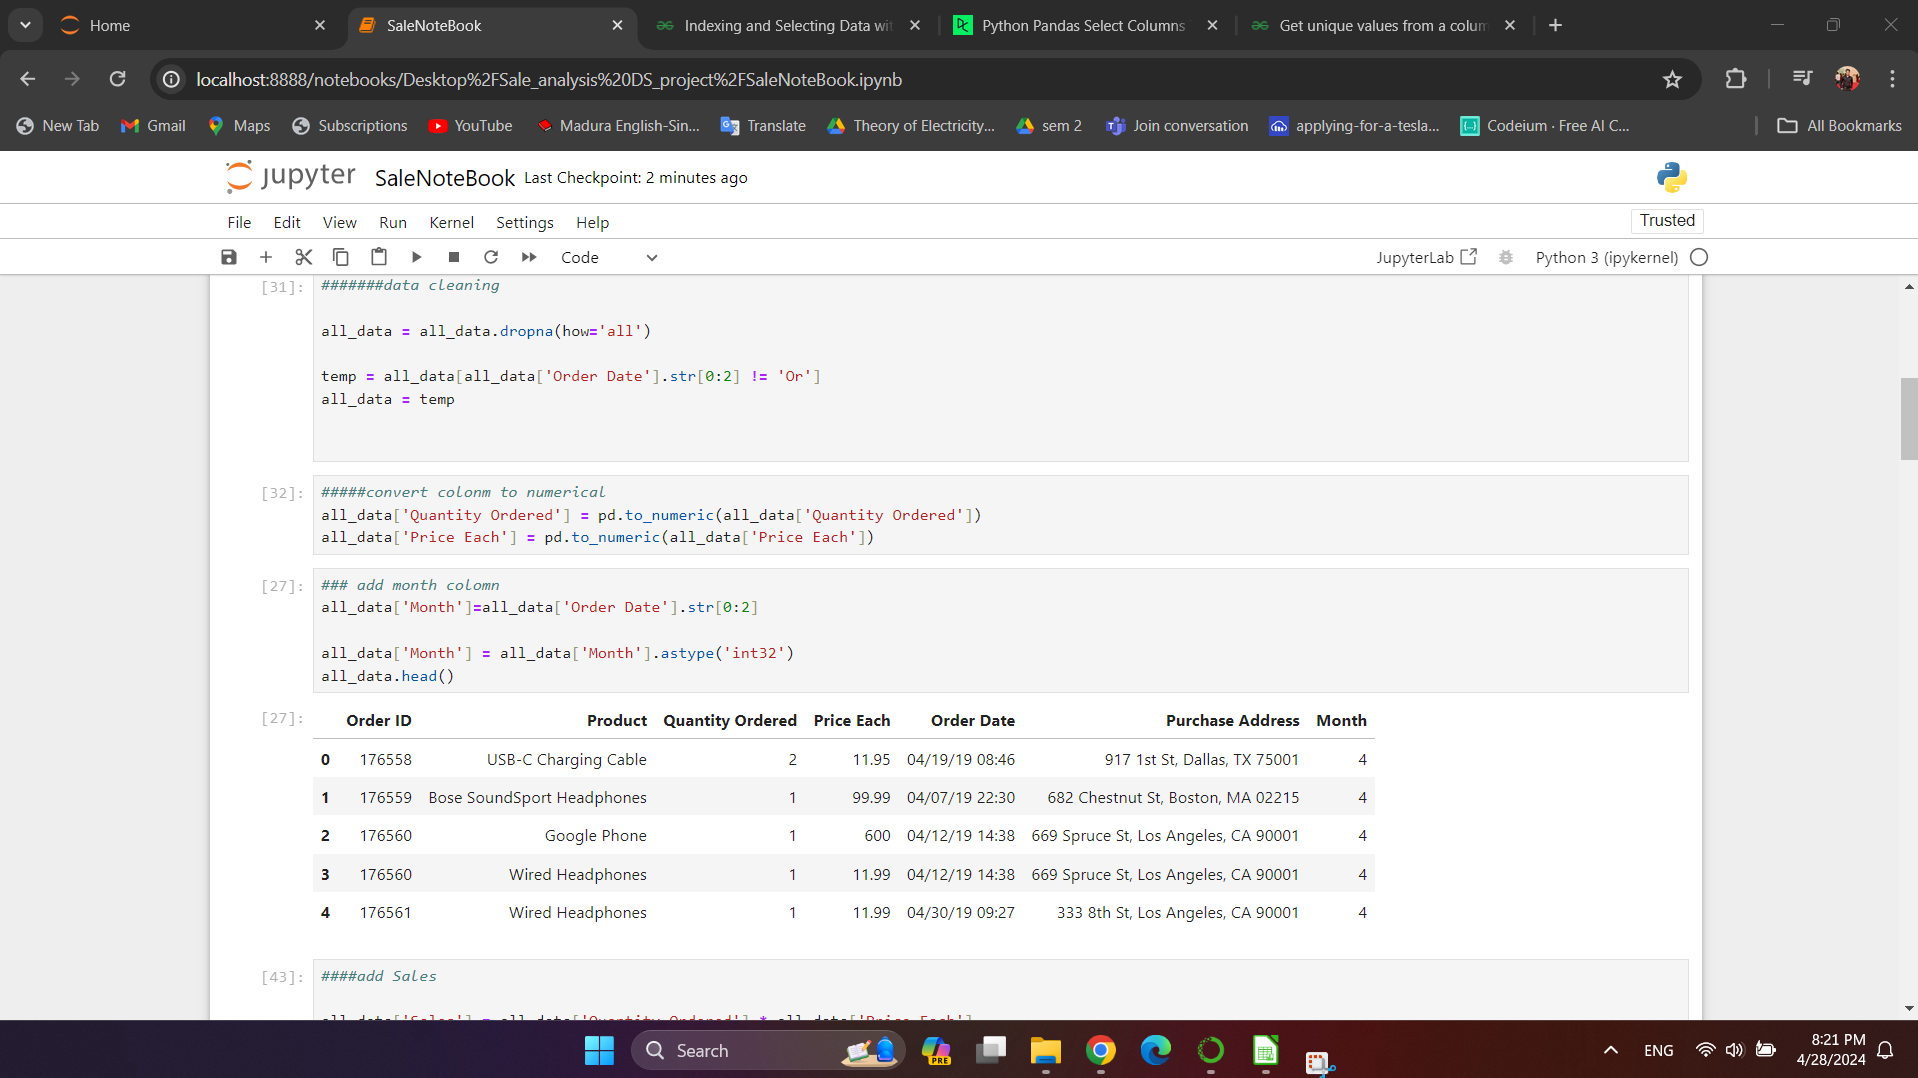 Home
SaleNoteBook
Indexing and Selecting Data wit
Python Pandas Select Columns
Get unique values from a colum
localhost:8888/notebooks/Desktop%2FSale_analysis%20DS_project%2FSaleNoteBook.ipynb
New Tab
Gmail
Maps
Subscriptions
YouTube
Madura English-Sin...
Translate
Theory of Electricity...
sem 2
Join conversation
applying-for-a-tesla...
Codeium · Free AI C...
All Bookmarks
jupyter SaleNoteBook Last Checkpoint: 2 minutes ago
File Edit View Run Kernel Settings Help
Trusted
Code
JupyterLab
Python 3 (ipykernel)
[31]: #######data cleaning
all_data = all_data.dropna(how='all')
temp = all_data[all_data['Order Date'].str[0:2] != 'Or']
all_data = temp
[32]: #####convert colonm to numerical
all_data['Quantity Ordered'] = pd.to_numeric(all_data['Quantity Ordered'])
all_data['Price Each'] = pd.to_numeric(all_data['Price Each'])
[27]: ### add month colomn
all_data['Month']=all_data['Order Date'].str[0:2]
all_data['Month'] = all_data['Month'].astype('int32')
all_data.head()
[27]: Order ID Product Quantity Ordered Price Each Order Date Purchase Address Month
0 176558 USB-C Charging Cable 2 11.95 04/19/19 08:46 917 1st St, Dallas, TX 75001 4
1 176559 Bose SoundSport Headphones 1 99.99 04/07/19 22:30 682 Chestnut St, Boston, MA 02215 4
2 176560 Google Phone 1 600 04/12/19 14:38 669 Spruce St, Los Angeles, CA 90001 4
3 176560 Wired Headphones 1 11.99 04/12/19 14:38 669 Spruce St, Los Angeles, CA 90001 4
4 176561 Wired Headphones 1 11.99 04/30/19 09:27 333 8th St, Los Angeles, CA 90001 4
[43]: ####add Sales
all_data['Sales'] = all_data['Quantity Ordered'] * all_data['Price Each']
Search
PRE
ENG
8:21 PM
4/28/2024